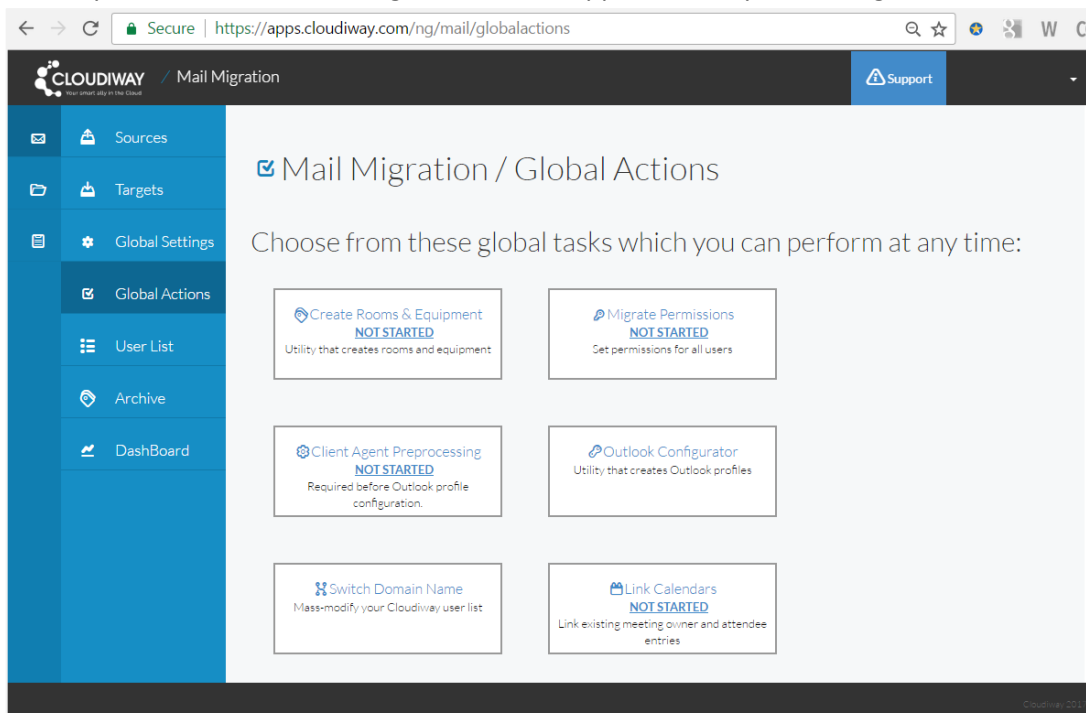 Secure | https://apps.cloudiway.com/ng/mail/globalactions
W
CLOUDIWAY / Mail Migration
Your smart ally in the Cloud
Support
Sources
Targets
Global Settings
Global Actions
User List
Archive
DashBoard
Mail Migration / Global Actions
Choose from these global tasks which you can perform at any time:
Create Rooms & Equipment
NOT STARTED
Utility that creates rooms and equipment
Migrate Permissions
NOT STARTED
Set permissions for all users
Client Agent Preprocessing
NOT STARTED
Required before Outlook profile
configuration.
Outlook Configurator
Utility that creates Outlook profiles
Switch Domain Name
Mass-modify your Cloudiway user list
Link Calendars
NOT STARTED
Link existing meeting owner and attendee
entries
Cloudiway 201